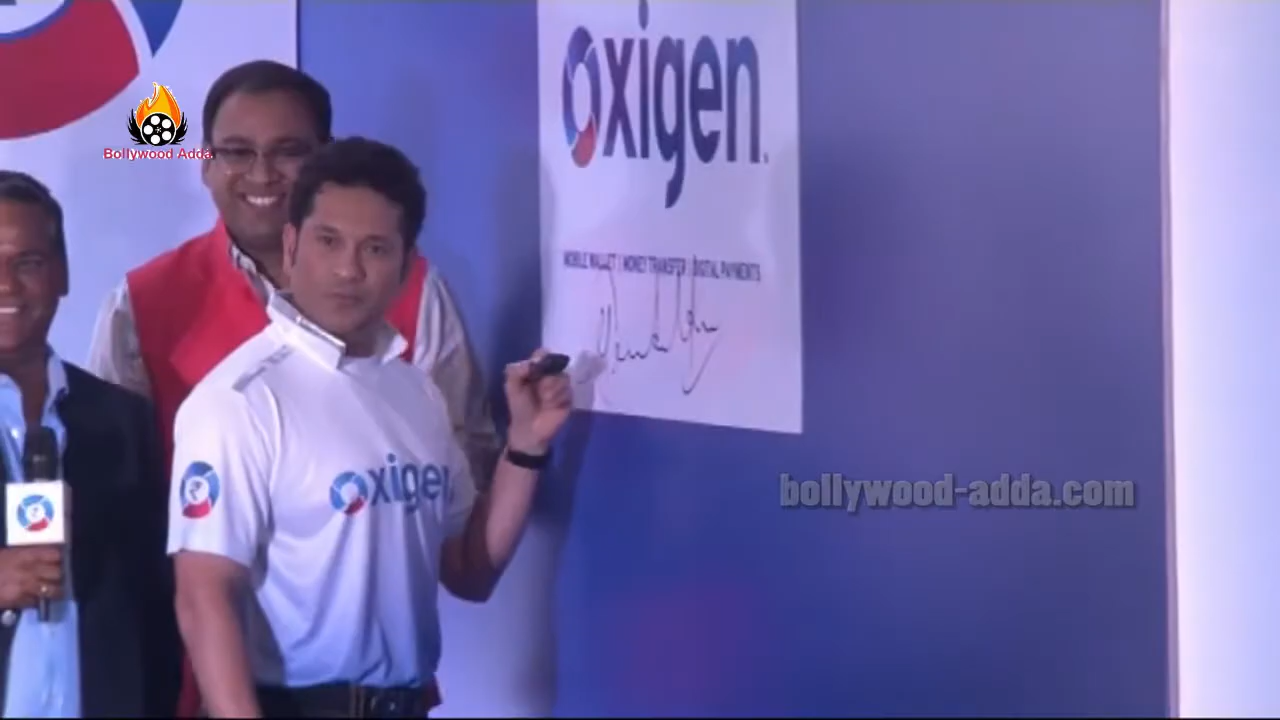 Oxigen
MOBILE WALLET | MONEY TRANSFER | DIGITAL PAYMENTS
Bollywood Adda
Oxigen
bollywood-adda.com